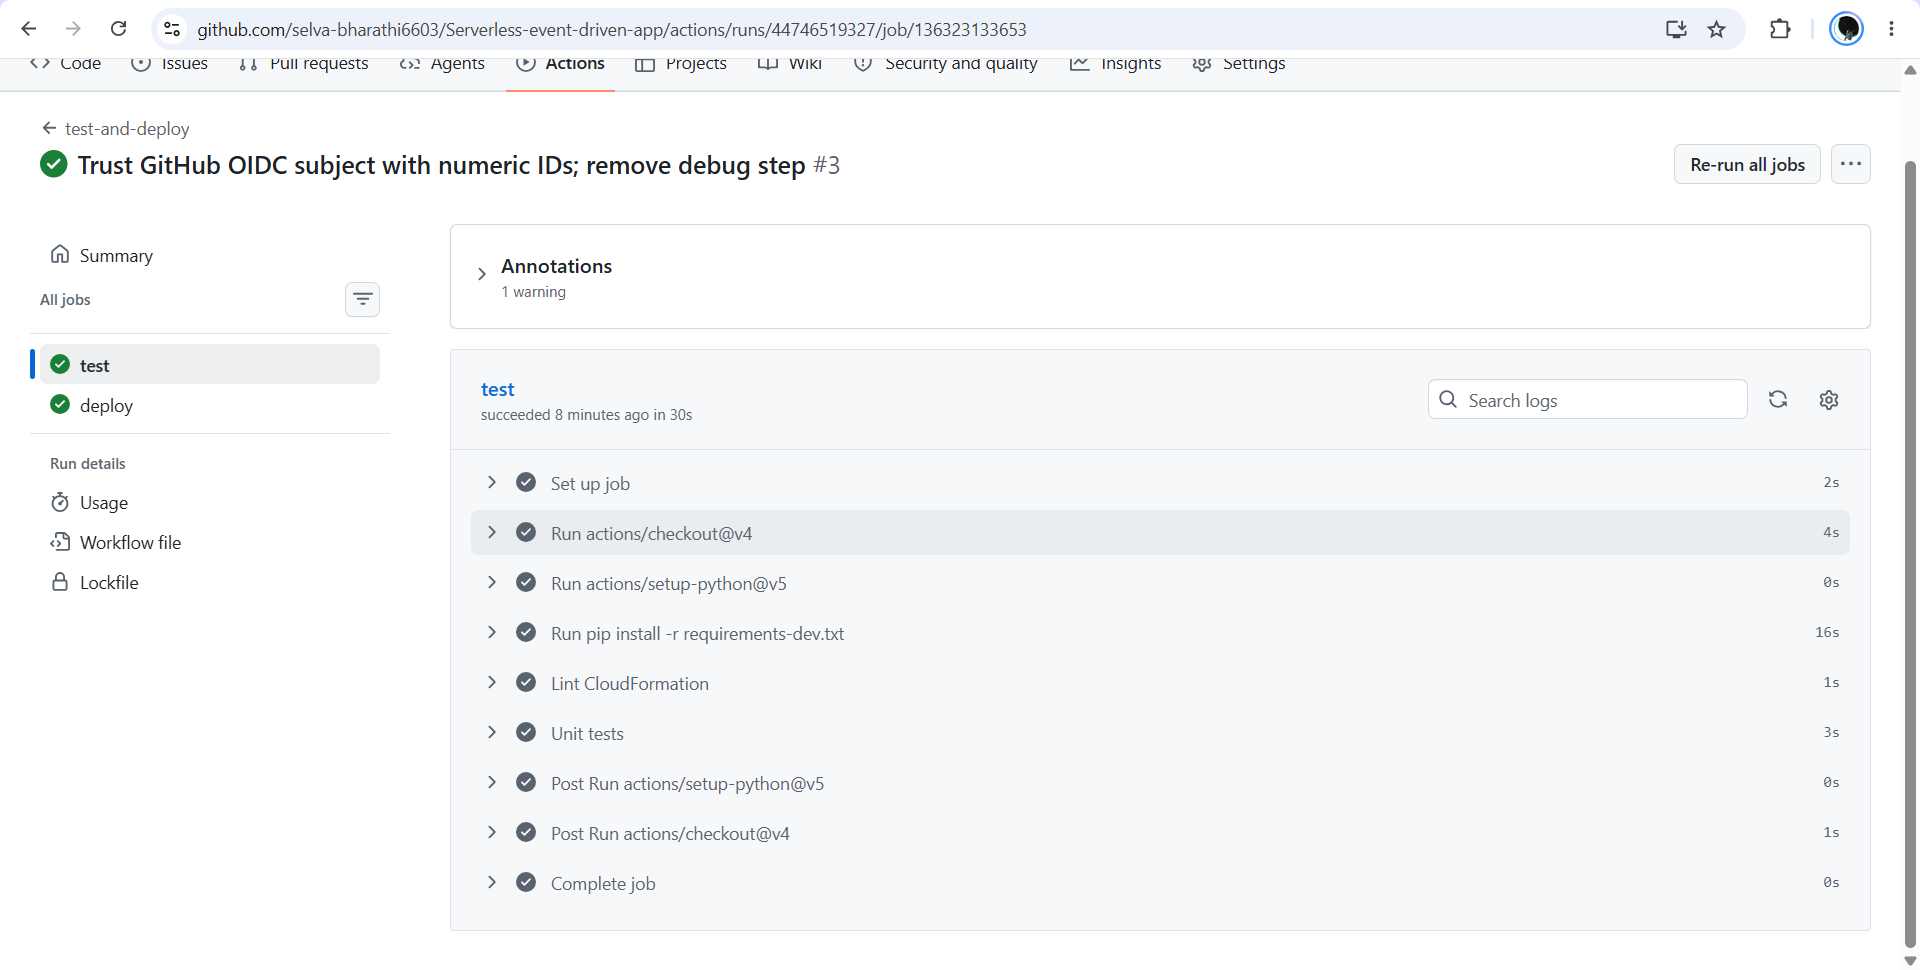 github.com/selva-bharathi6603/Serverless-event-driven-app/actions/runs/44746519327/job/136323133653
Code Issues Pull requests Agents Actions Projects Wiki Security and quality Insights Settings
test-and-deploy
Trust GitHub OIDC subject with numeric IDs; remove debug step #3
Re-run all jobs
Summary
All jobs
test
deploy
Run details
Usage
Workflow file
Lockfile
Annotations
1 warning
test
succeeded 8 minutes ago in 30s
Search logs
Set up job 2s
Run actions/checkout@v4 4s
Run actions/setup-python@v5 0s
Run pip install -r requirements-dev.txt 16s
Lint CloudFormation 1s
Unit tests 3s
Post Run actions/setup-python@v5 0s
Post Run actions/checkout@v4 1s
Complete job 0s